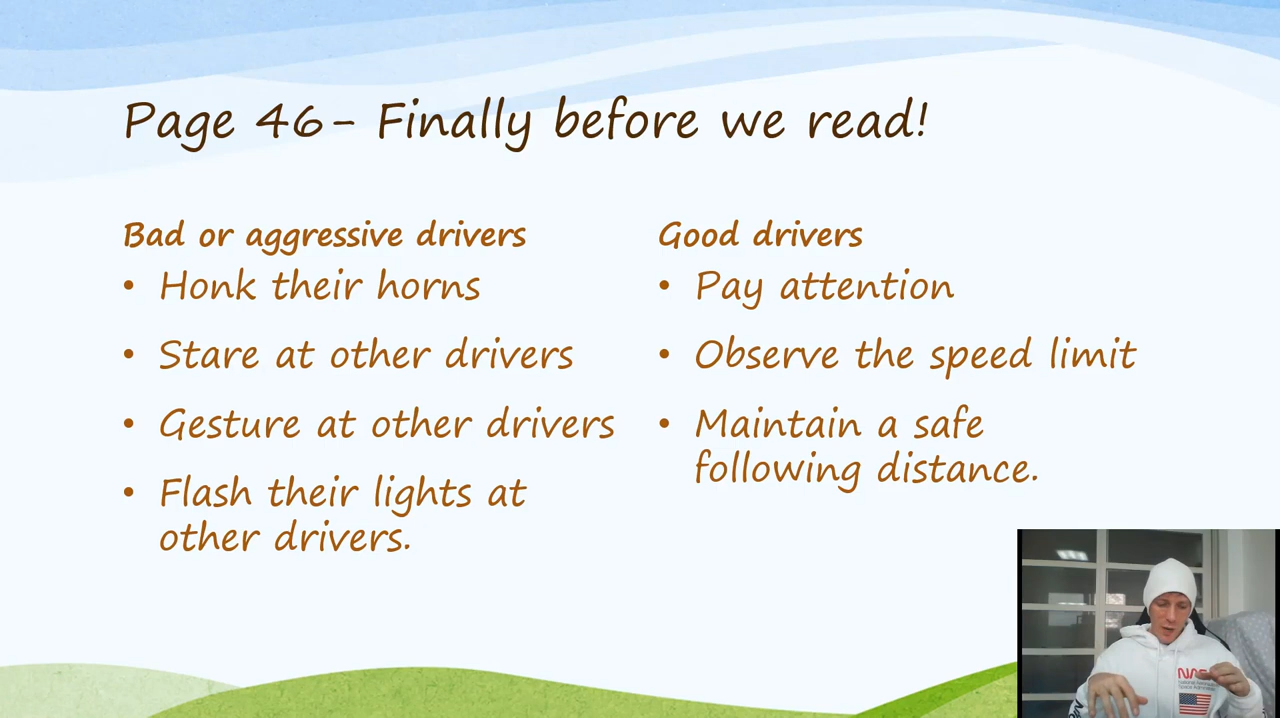 Page 46- Finally before we read!
Bad or aggressive drivers
• Honk their horns
• Stare at other drivers
• Gesture at other drivers
• Flash their lights at
other drivers.
Good drivers
• Pay attention
• Observe the speed limit
• Maintain a safe
following distance.